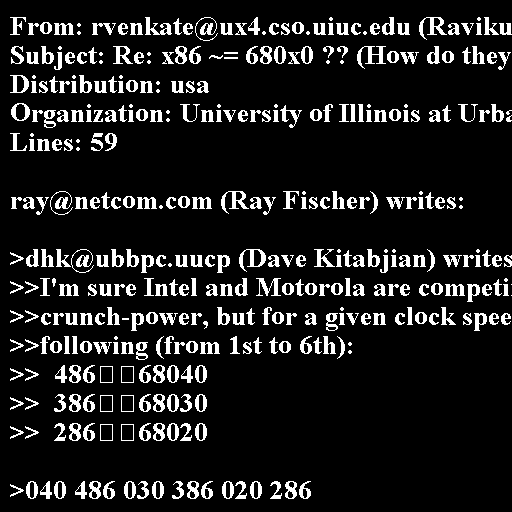 From: rvenkate@ux4.cso.uiuc.edu (Raviku
Subject: Re: x86 ~= 680x0 ?? (How do they
Distribution: usa
Organization: University of Illinois at Urba
Lines: 59

ray@netcom.com (Ray Fischer) writes:

>dhk@ubbpc.uucp (Dave Kitabjian) writes
>>I'm sure Intel and Motorola are competi
>>crunch-power, but for a given clock spee
>>following (from 1st to 6th):
>>  486□□68040
>>  386□□68030
>>  286□□68020

>040 486 030 386 020 286